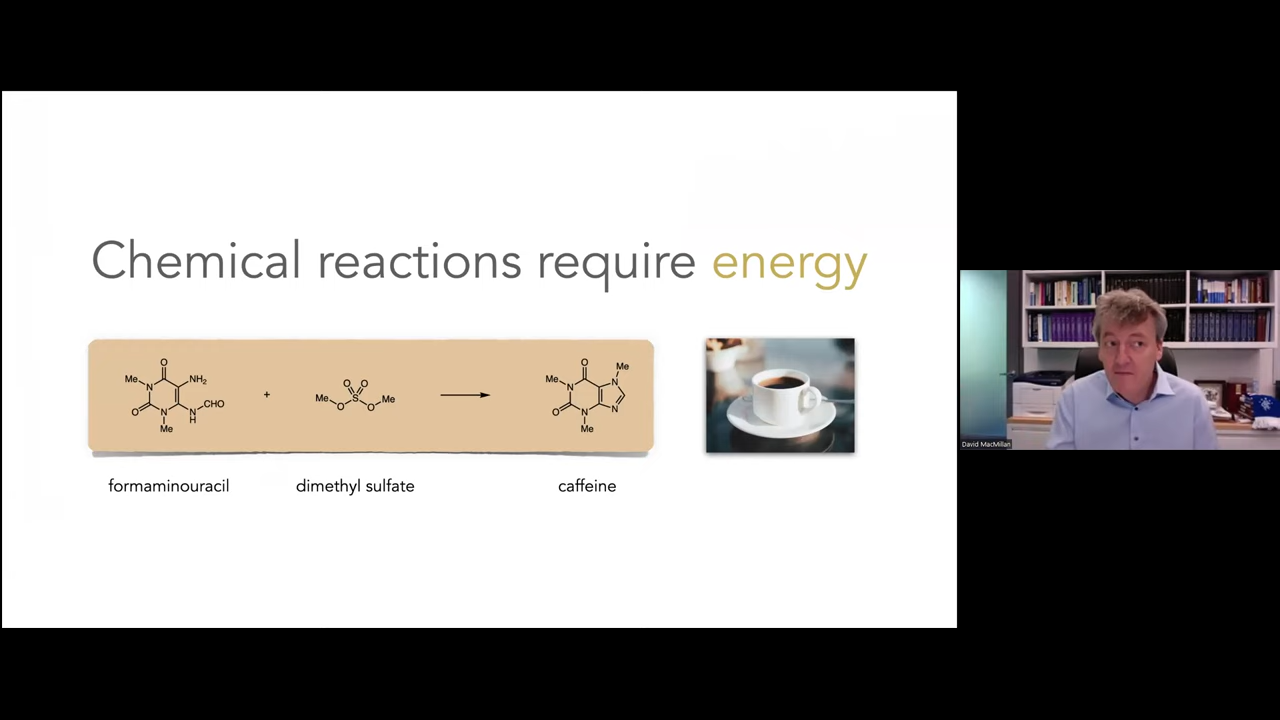 Chemical reactions require energy
O
Me
N
NH2
O
N
N
H
CHO
Me
+
O O
Me
S
Me
O
O
O
Me
Me
N
N
O
N
N
Me
formaminouracil
dimethyl sulfate
caffeine
David MacMillan